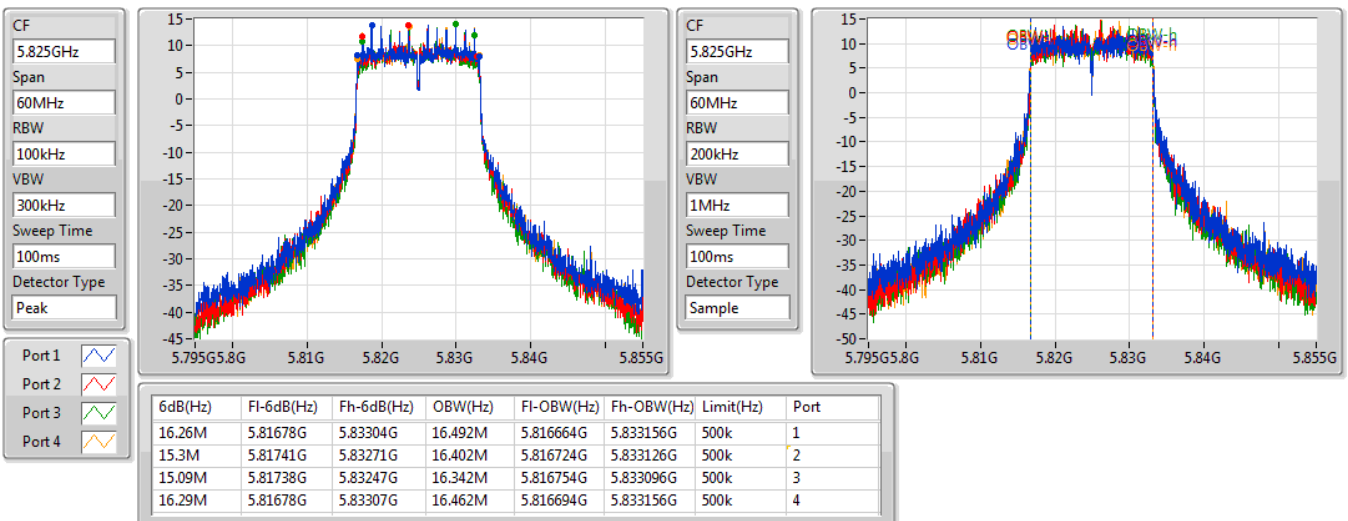 CF
5.825GHz
Span
60MHz
RBW
100kHz
VBW
300kHz
Sweep Time
100ms
Detector Type
Peak
Port 1
Port 2
Port 3
Port 4
15
10
5
0
-5
-10
-15
-20
-25
-30
-35
-40
-45
5.795G 5.8G 5.81G 5.82G 5.83G 5.84G 5.855G
CF
5.825GHz
Span
60MHz
RBW
200kHz
VBW
1MHz
Sweep Time
100ms
Detector Type
Sample
15
10
5
0
-5
-10
-15
-20
-25
-30
-35
-40
-45
-50
5.795G 5.8G 5.81G 5.82G 5.83G 5.84G 5.855G
6dB(Hz) Fl-6dB(Hz) Fh-6dB(Hz) OBW(Hz) Fl-OBW(Hz) Fh-OBW(Hz) Limit(Hz) Port
16.26M 5.81678G 5.83304G 16.492M 5.816664G 5.833156G 500k 1
15.3M 5.81741G 5.83271G 16.402M 5.816724G 5.833126G 500k 2
15.09M 5.81738G 5.83247G 16.342M 5.816754G 5.833096G 500k 3
16.29M 5.81678G 5.83307G 16.462M 5.816694G 5.833156G 500k 4